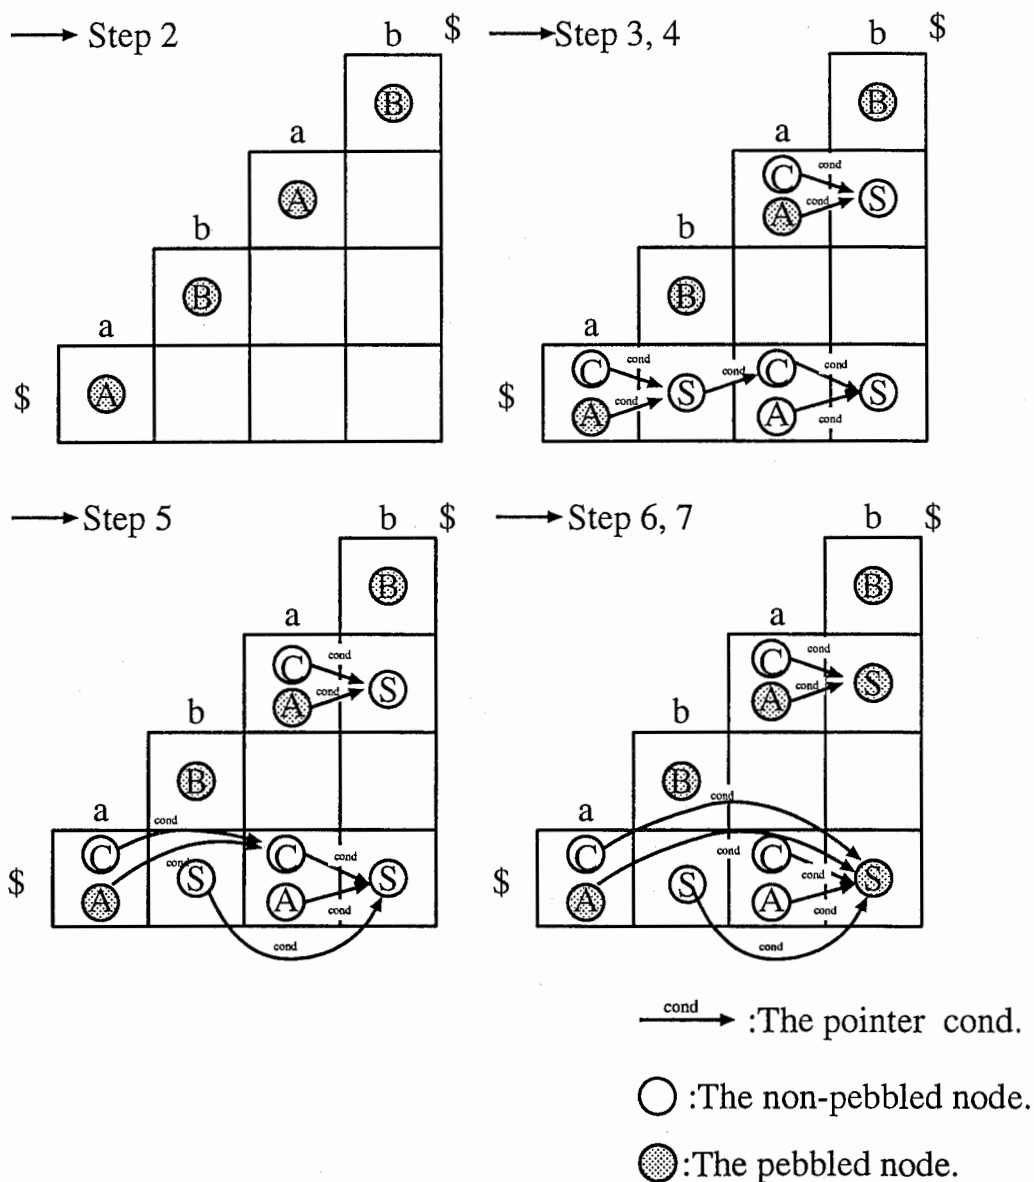 Step 2
b $
B
a
A
b
B
a
$ A
Step 3, 4
b $
B
a
C cond
A cond S
b
B
a
C cond cond C cond
S S
$ A cond A cond
Step 5
b $
B
a
C cond
A cond S
b
B
a
cond
C C cond
cond S S
$ A A cond
cond
Step 6, 7
b $
B
a
C cond
A cond S
b
B
cond
a
C C
cond
S S
$ A A cond
cond
cond :The pointer cond.
:The non-pebbled node.
:The pebbled node.